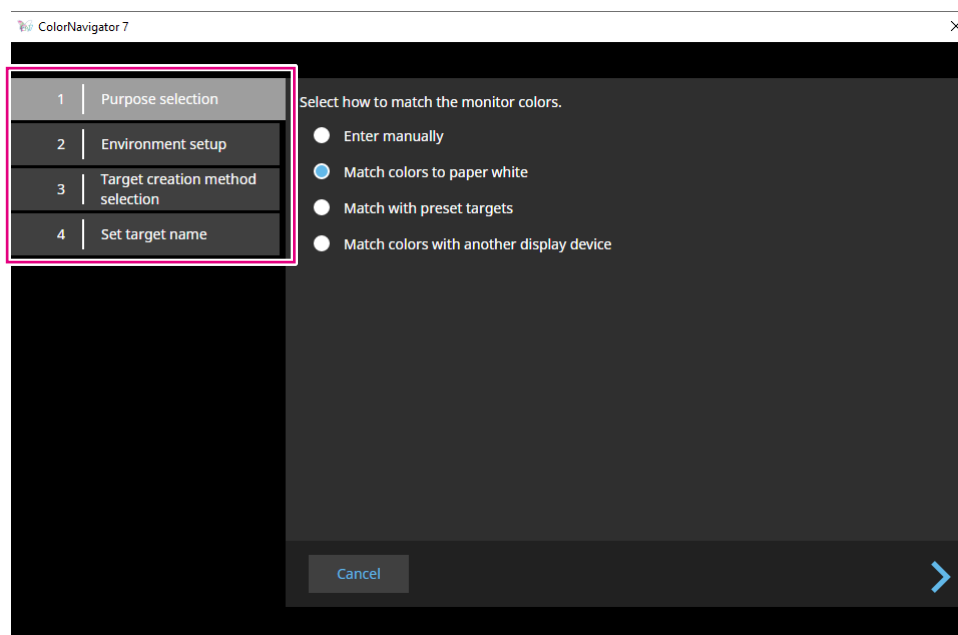 ColorNavigator 7
1 Purpose selection
2 Environment setup
3 Target creation method
selection
4 Set target name
Select how to match the monitor colors.
Enter manually
Match colors to paper white
Match with preset targets
Match colors with another display device
Cancel